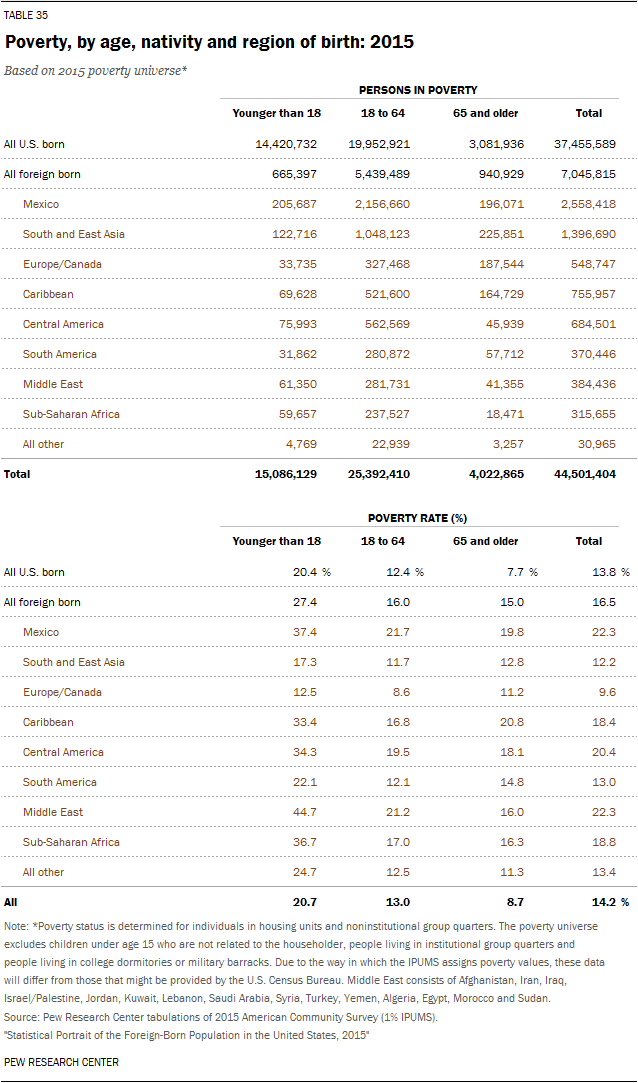 TABLE 35
Poverty, by age, nativity and region of birth: 2015
Based on 2015 poverty universe*
PERSONS IN POVERTY
Younger than 18 18 to 64 65 and older Total
All U.S. born 14,420,732 19,952,921 3,081,936 37,455,589
All foreign born 665,397 5,439,489 940,929 7,045,815
Mexico 205,687 2,156,660 196,071 2,558,418
South and East Asia 122,716 1,048,123 225,851 1,396,690
Europe/Canada 33,735 327,468 187,544 548,747
Caribbean 69,628 521,600 164,729 755,957
Central America 75,993 562,569 45,939 684,501
South America 31,862 280,872 57,712 370,446
Middle East 61,350 281,731 41,355 384,436
Sub-Saharan Africa 59,657 237,527 18,471 315,655
All other 4,769 22,939 3,257 30,965
Total 15,086,129 25,392,410 4,022,865 44,501,404
POVERTY RATE (%)
Younger than 18 18 to 64 65 and older Total
All U.S. born 20.4 % 12.4 % 7.7 % 13.8 %
All foreign born 27.4 16.0 15.0 16.5
Mexico 37.4 21.7 19.8 22.3
South and East Asia 17.3 11.7 12.8 12.2
Europe/Canada 12.5 8.6 11.2 9.6
Caribbean 33.4 16.8 20.8 18.4
Central America 34.3 19.5 18.1 20.4
South America 22.1 12.1 14.8 13.0
Middle East 44.7 21.2 16.0 22.3
Sub-Saharan Africa 36.7 17.0 16.3 18.8
All other 24.7 12.5 11.3 13.4
All 20.7 13.0 8.7 14.2 %
Note: *Poverty status is determined for individuals in housing units and noninstitutional group quarters. The poverty universe
excludes children under age 15 who are not related to the householder, people living in institutional group quarters and
people living in college dormitories or military barracks. Due to the way in which the IPUMS assigns poverty values, these data
will differ from those that might be provided by the U.S. Census Bureau. Middle East consists of Afghanistan, Iran, Iraq,
Israel/Palestine, Jordan, Kuwait, Lebanon, Saudi Arabia, Syria, Turkey, Yemen, Algeria, Egypt, Morocco and Sudan.
Source: Pew Research Center tabulations of 2015 American Community Survey (1% IPUMS).
"Statistical Portrait of the Foreign-Born Population in the United States, 2015"
PEW RESEARCH CENTER